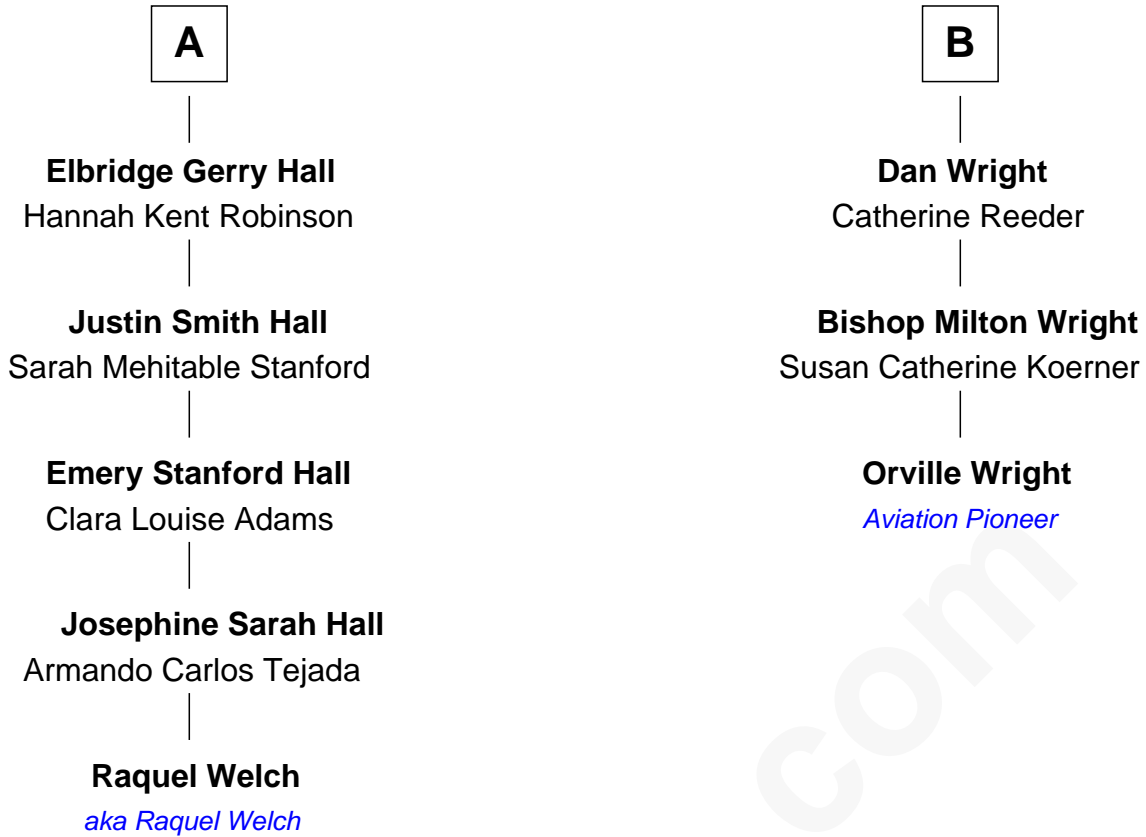 A
Elbridge Gerry Hall
Hannah Kent Robinson
Justin Smith Hall
Sarah Mehitable Stanford
Emery Stanford Hall
Clara Louise Adams
Josephine Sarah Hall
Armando Carlos Tejada
Raquel Welch
aka Raquel Welch
B
Dan Wright
Catherine Reeder
Bishop Milton Wright
Susan Catherine Koerner
Orville Wright
Aviation Pioneer
com